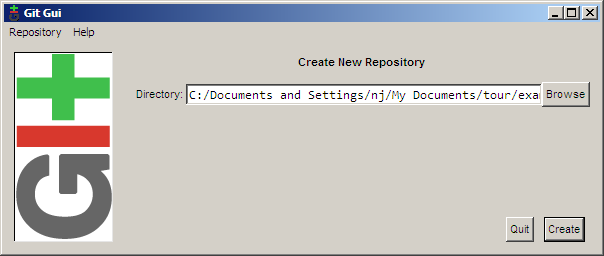 Git Gui
Repository Help
Create New Repository
Directory: C:/Documents and Settings/nj/My Documents/tour/exa Browse
GIT
Quit Create